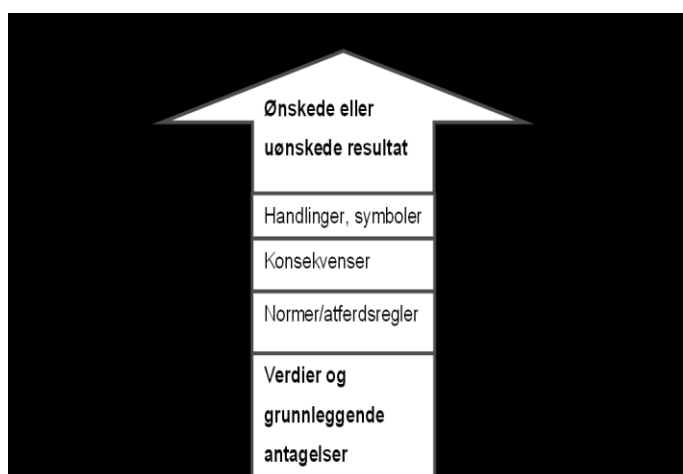 Ønskede eller
uønskede resultat
Handlinger, symboler
Konsekvenser
Normer/atferdsregler
Verdier og
grunnleggende
antagelser